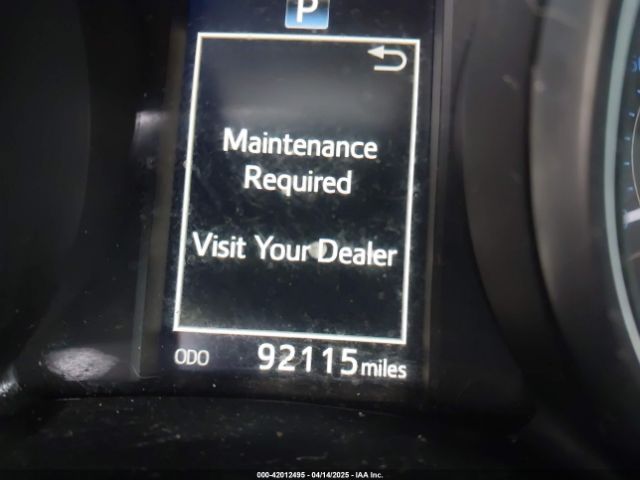 P
Maintenance
Required
Visit Your Dealer
ODO 92115 miles
000-42012495 - 04/14/2025 - IAA Inc.